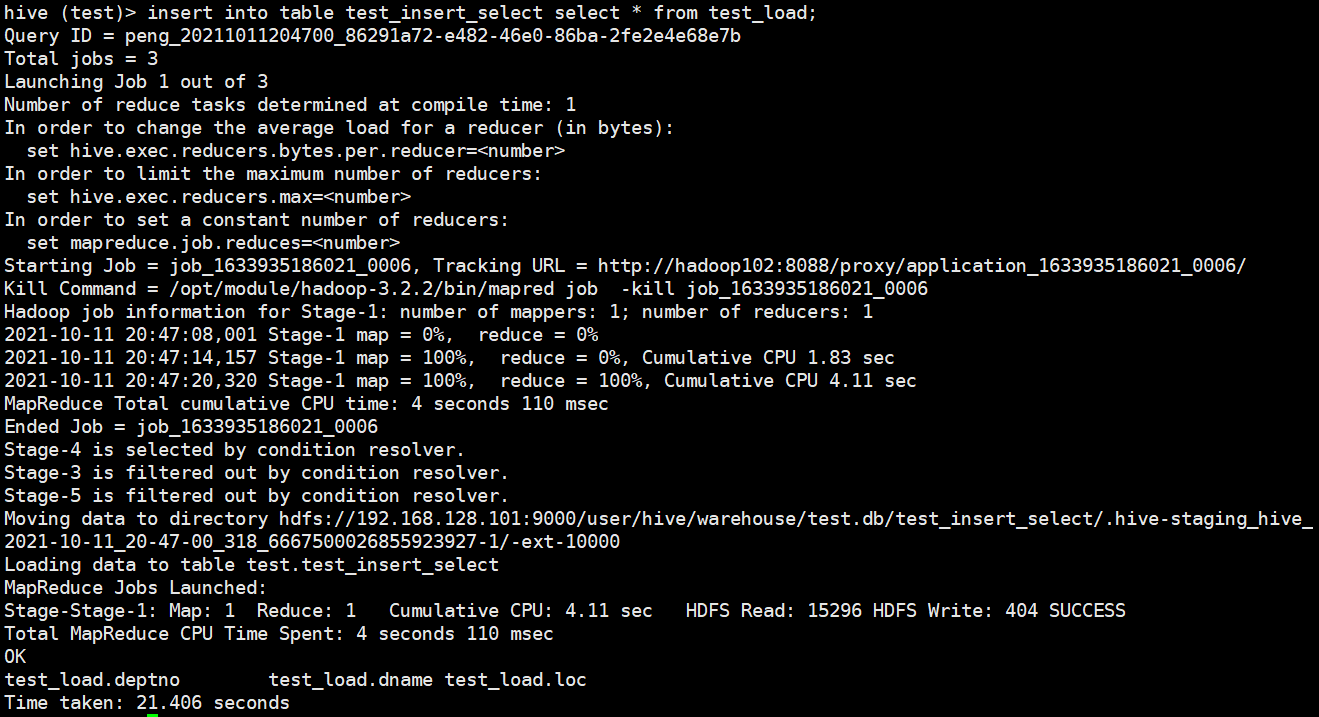 hive (test)> insert into table test_insert_select select * from test_load;
Query ID = peng_20211011204700_86291a72-e482-46e0-86ba-2fe2e4e68e7b
Total jobs = 3
Launching Job 1 out of 3
Number of reduce tasks determined at compile time: 1
In order to change the average load for a reducer (in bytes):
  set hive.exec.reducers.bytes.per.reducer=<number>
In order to limit the maximum number of reducers:
  set hive.exec.reducers.max=<number>
In order to set a constant number of reducers:
  set mapreduce.job.reduces=<number>
Starting Job = job_1633935186021_0006, Tracking URL = http://hadoop102:8088/proxy/application_1633935186021_0006/
Kill Command = /opt/module/hadoop-3.2.2/bin/mapred job  -kill job_1633935186021_0006
Hadoop job information for Stage-1: number of mappers: 1; number of reducers: 1
2021-10-11 20:47:08,001 Stage-1 map = 0%,  reduce = 0%
2021-10-11 20:47:14,157 Stage-1 map = 100%,  reduce = 0%, Cumulative CPU 1.83 sec
2021-10-11 20:47:20,320 Stage-1 map = 100%,  reduce = 100%, Cumulative CPU 4.11 sec
MapReduce Total cumulative CPU time: 4 seconds 110 msec
Ended Job = job_1633935186021_0006
Stage-4 is selected by condition resolver.
Stage-3 is filtered out by condition resolver.
Stage-5 is filtered out by condition resolver.
Moving data to directory hdfs://192.168.128.101:9000/user/hive/warehouse/test.db/test_insert_select/.hive-staging_hive_
2021-10-11_20-47-00_318_6667500026855923927-1/-ext-10000
Loading data to table test.test_insert_select
MapReduce Jobs Launched:
Stage-Stage-1: Map: 1  Reduce: 1   Cumulative CPU: 4.11 sec   HDFS Read: 15296 HDFS Write: 404 SUCCESS
Total MapReduce CPU Time Spent: 4 seconds 110 msec
OK
test_load.deptno        test_load.dname test_load.loc
Time taken: 21.406 seconds